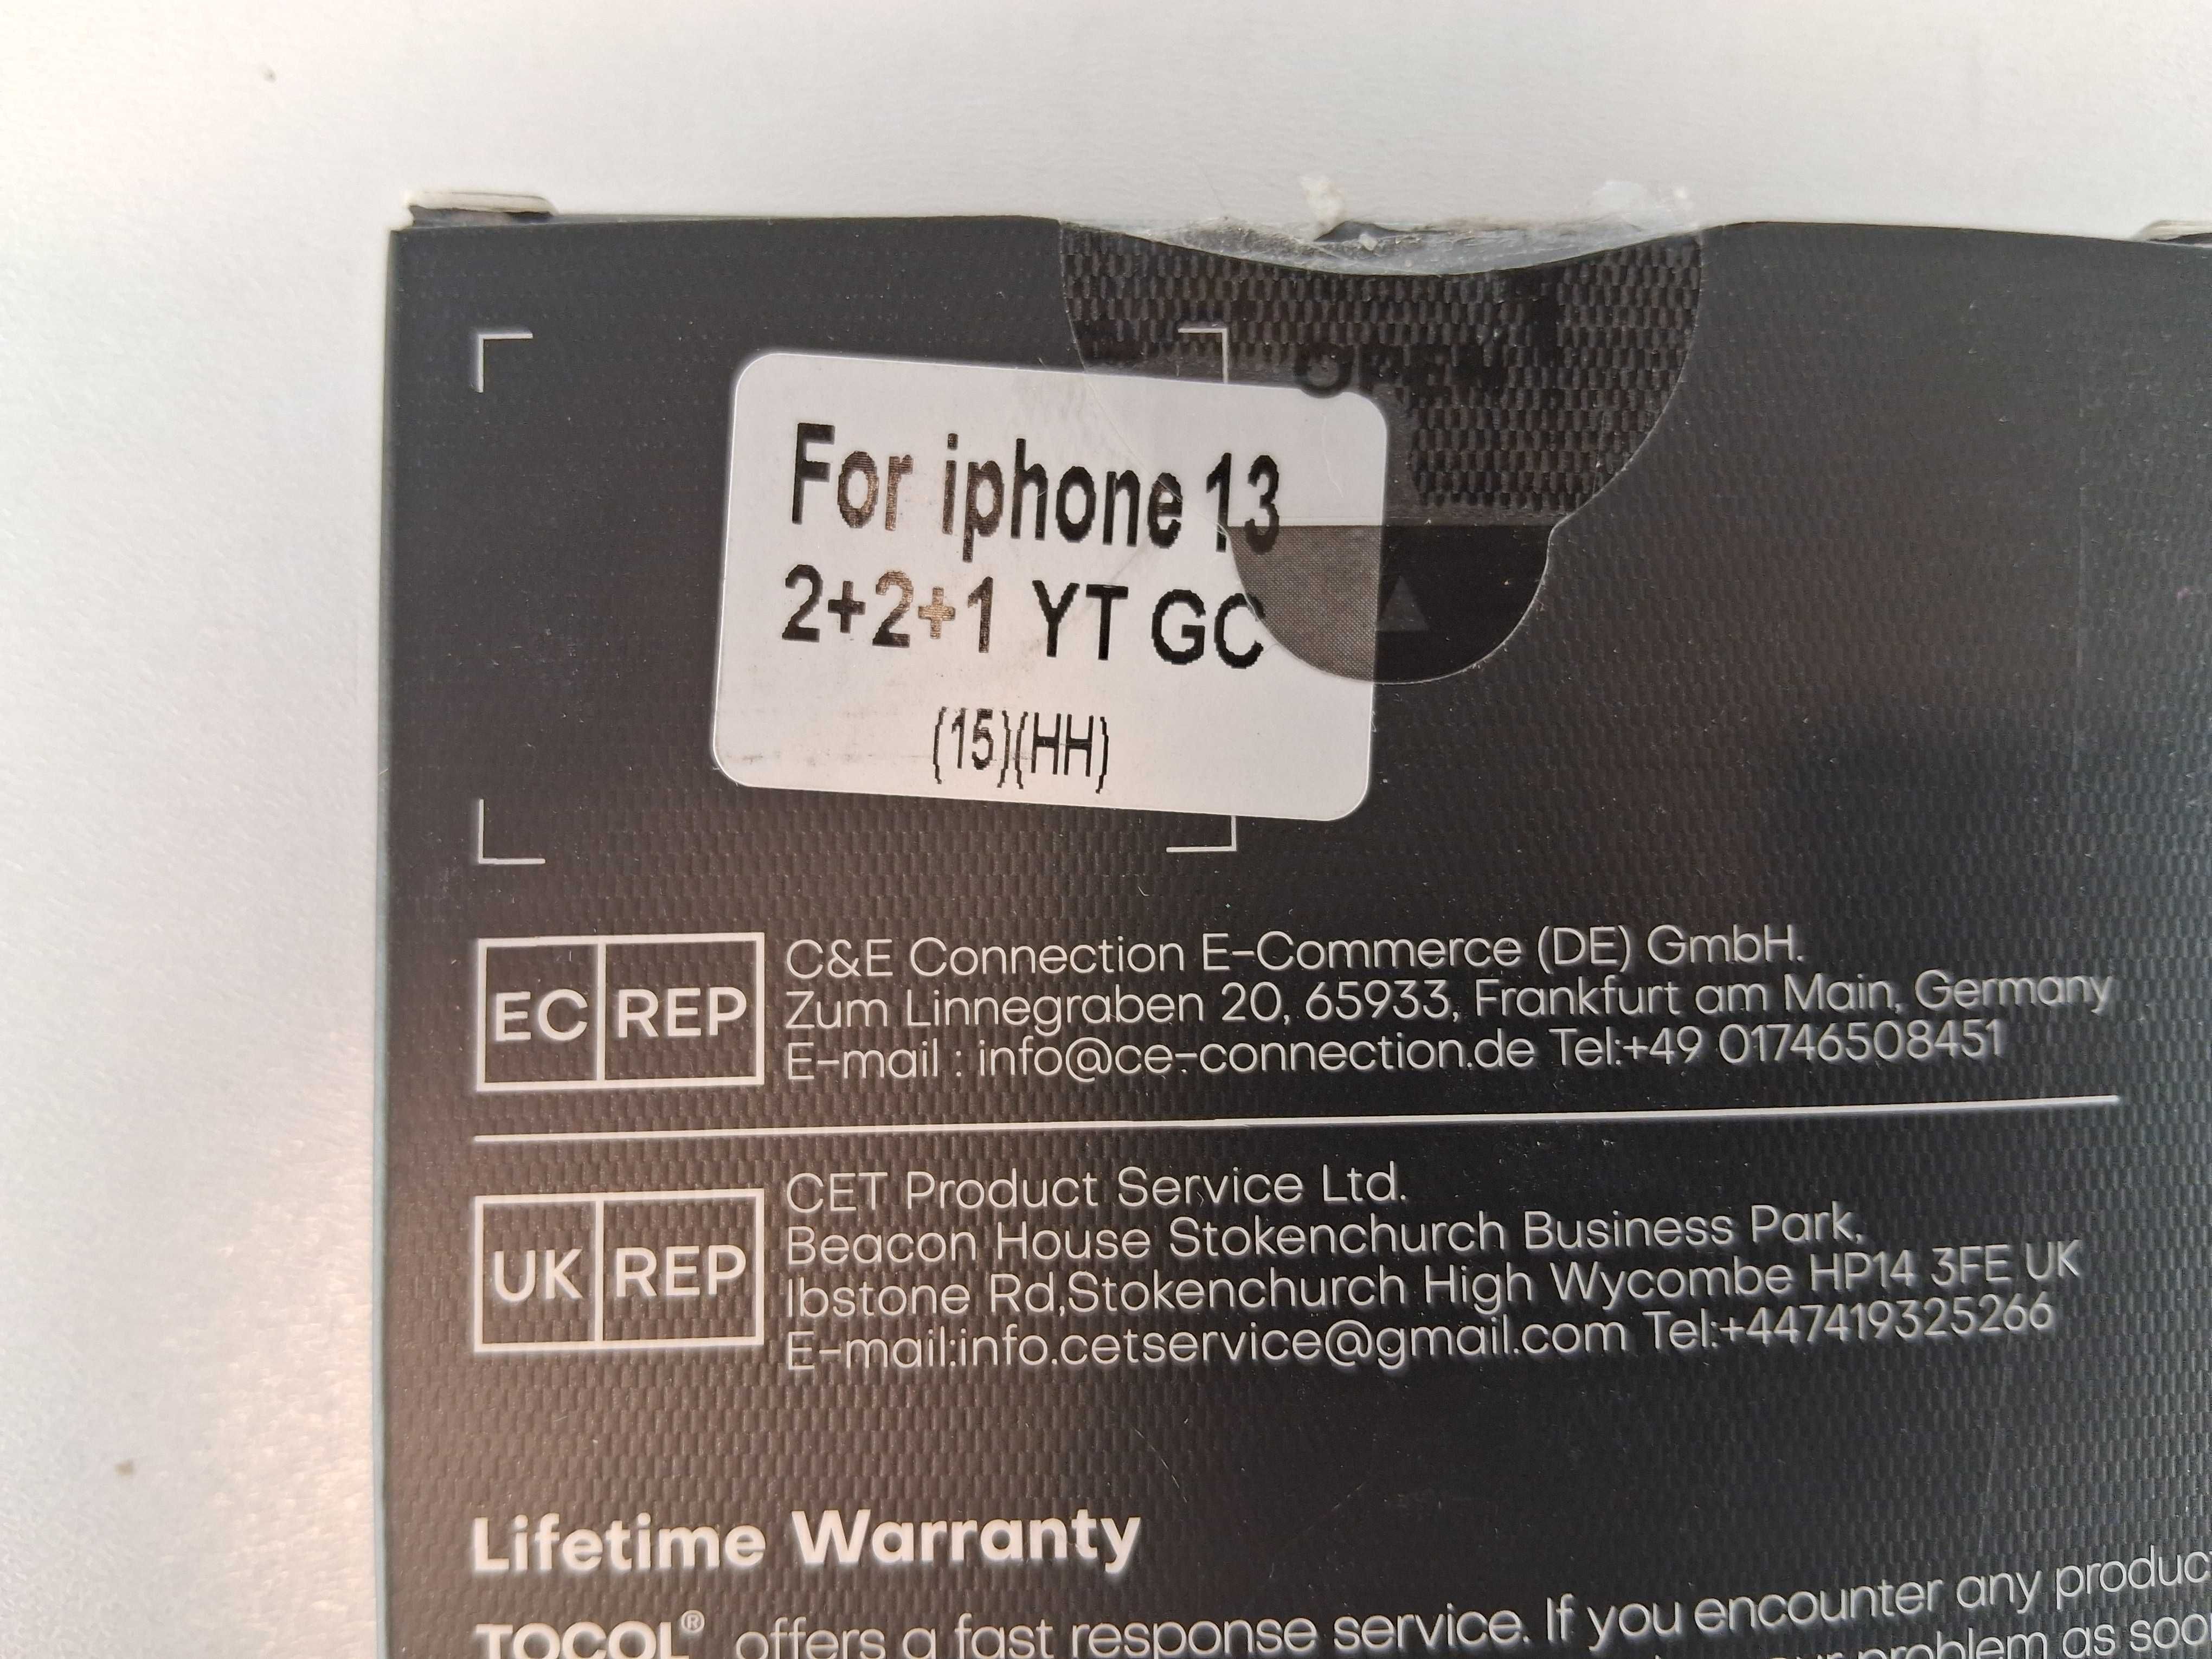 OPEN
For iphone 13
2+2+1 YT GC
(15)(HH)
EC REP
C&E Connection E-Commerce (DE) GmbH.
Zum Linnegraben 20, 65933, Frankfurt am Main, Germany
E-mail : info@ce-connection.de Tel:+49 01746508451
UK REP
CET Product Service Ltd.
Beacon House Stokenchurch Business Park,
Ibstone Rd,Stokenchurch High Wycombe HP14 3FE UK
E-mail:info.cetservice@gmail.com Tel:+447419325266
Lifetime Warranty
TOCOL® offers a fast response service. If you encounter any
problem as